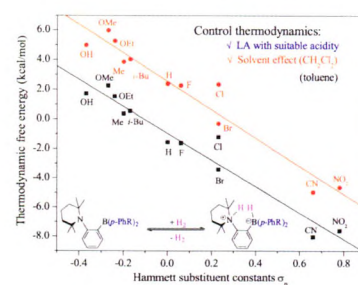 Control thermodynamics:
√ LA with suitable acidity
√ Solvent effect (CH2Cl2)
(toluene)
Thermodynamic free energy (kcal/mol)
6.0
4.0
2.0
0.0
-2.0
-4.0
-6.0
-8.0
OMe
OH
OEt
Me
t-Bu
H
F
Cl
Br
CN
NO2
OMe
OH
OEt
Me
t-Bu
H
F
Cl
Br
CN
NO2
N
B(p-PhR)2
+ H2
- H2
H
H
N
B(p-PhR)2
-0.4
-0.2
0.0
0.2
0.4
0.6
0.8
Hammett substituent constants σp